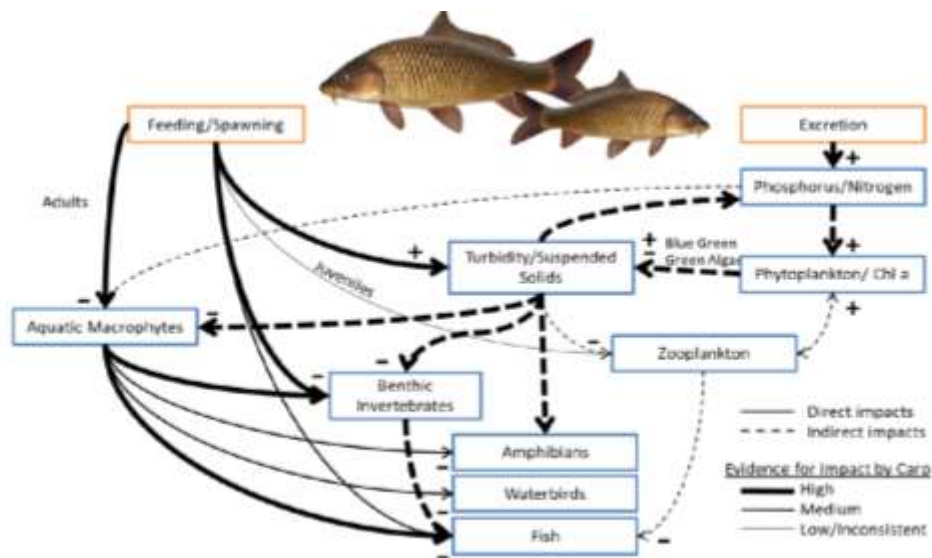 Feeding/Spawning
Excretion
+
Phosphorus/Nitrogen
Adults
+
+
+
Blue Green
Turbidity/Suspended
Solids
−
Green Algae
Phytoplankton/ Chl a
Juveniles
−
−
+
Aquatic Macrophytes
−
Zooplankton
−
−
Benthic
Invertebrates
Direct impacts
Indirect impacts
Amphibians
−
Evidence for Impact by Carp
High
Waterbirds
−
Medium
Fish
−
Low/Inconsistent
−